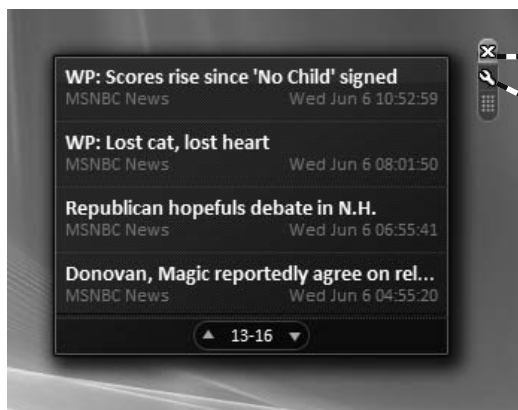 WP: Scores rise since 'No Child' signed
MSNBC News Wed Jun 6 10:52:59
WP: Lost cat, lost heart
MSNBC News Wed Jun 6 08:01:50
Republican hopefuls debate in N.H.
MSNBC News Wed Jun 6 06:55:41
Donovan, Magic reportedly agree on rel...
MSNBC News Wed Jun 6 04:55:20
13-16